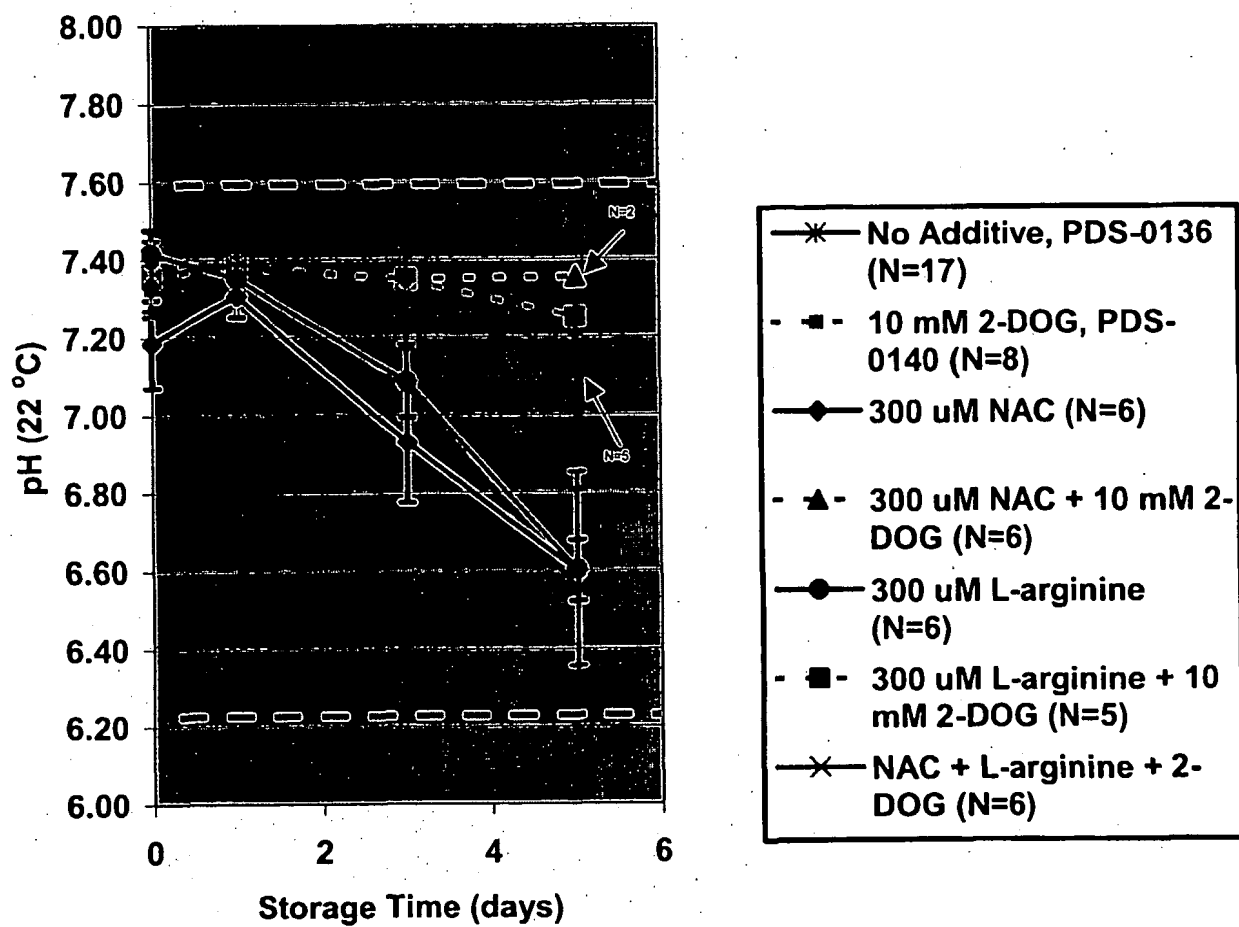 8.00
7.80
7.60
7.40
7.20
7.00
6.80
6.60
6.40
6.20
6.00
pH (22 °C)
N=2
N=5
0
2
4
6
Storage Time (days)
No Additive, PDS-0136
(N=17)
10 mM 2-DOG, PDS-
0140 (N=8)
300 uM NAC (N=6)
300 uM NAC + 10 mM 2-
DOG (N=6)
300 uM L-arginine
(N=6)
300 uM L-arginine + 10
mM 2-DOG (N=5)
NAC + L-arginine + 2-
DOG (N=6)